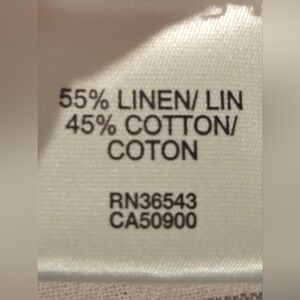 55% LINEN/ LIN
45% COTTON/
COTON
RN36543
CA50900